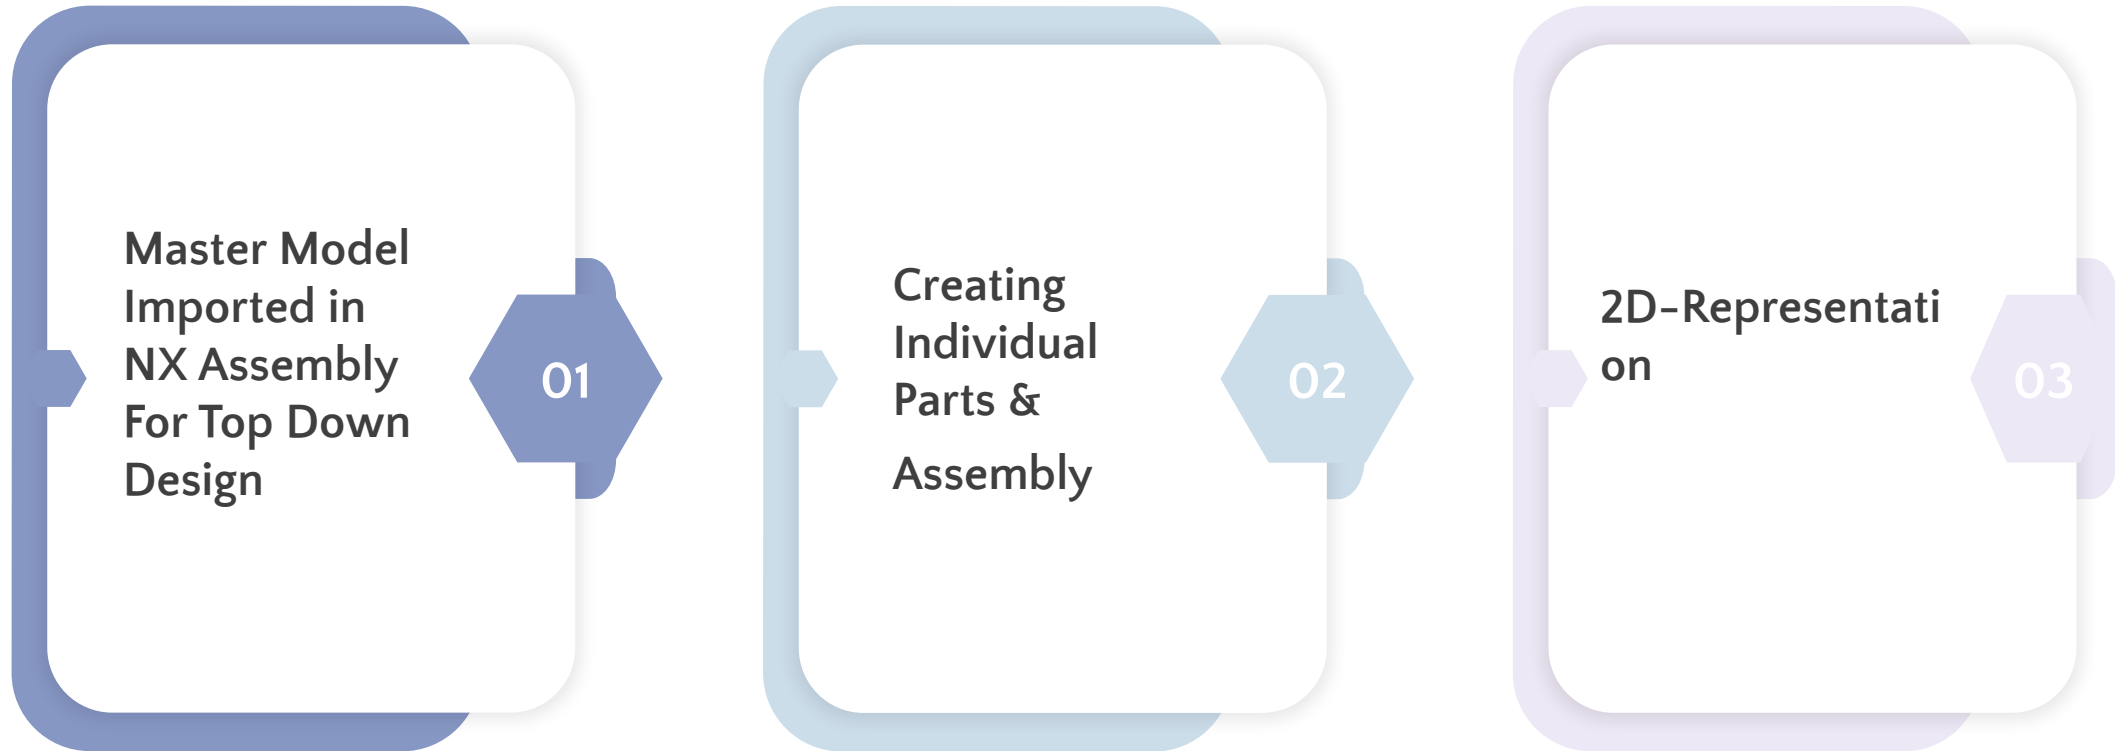 Master Model
Imported in
NX Assembly
For Top Down
Design
01
Creating
Individual
Parts &
Assembly
02
2D-Representati
on
03